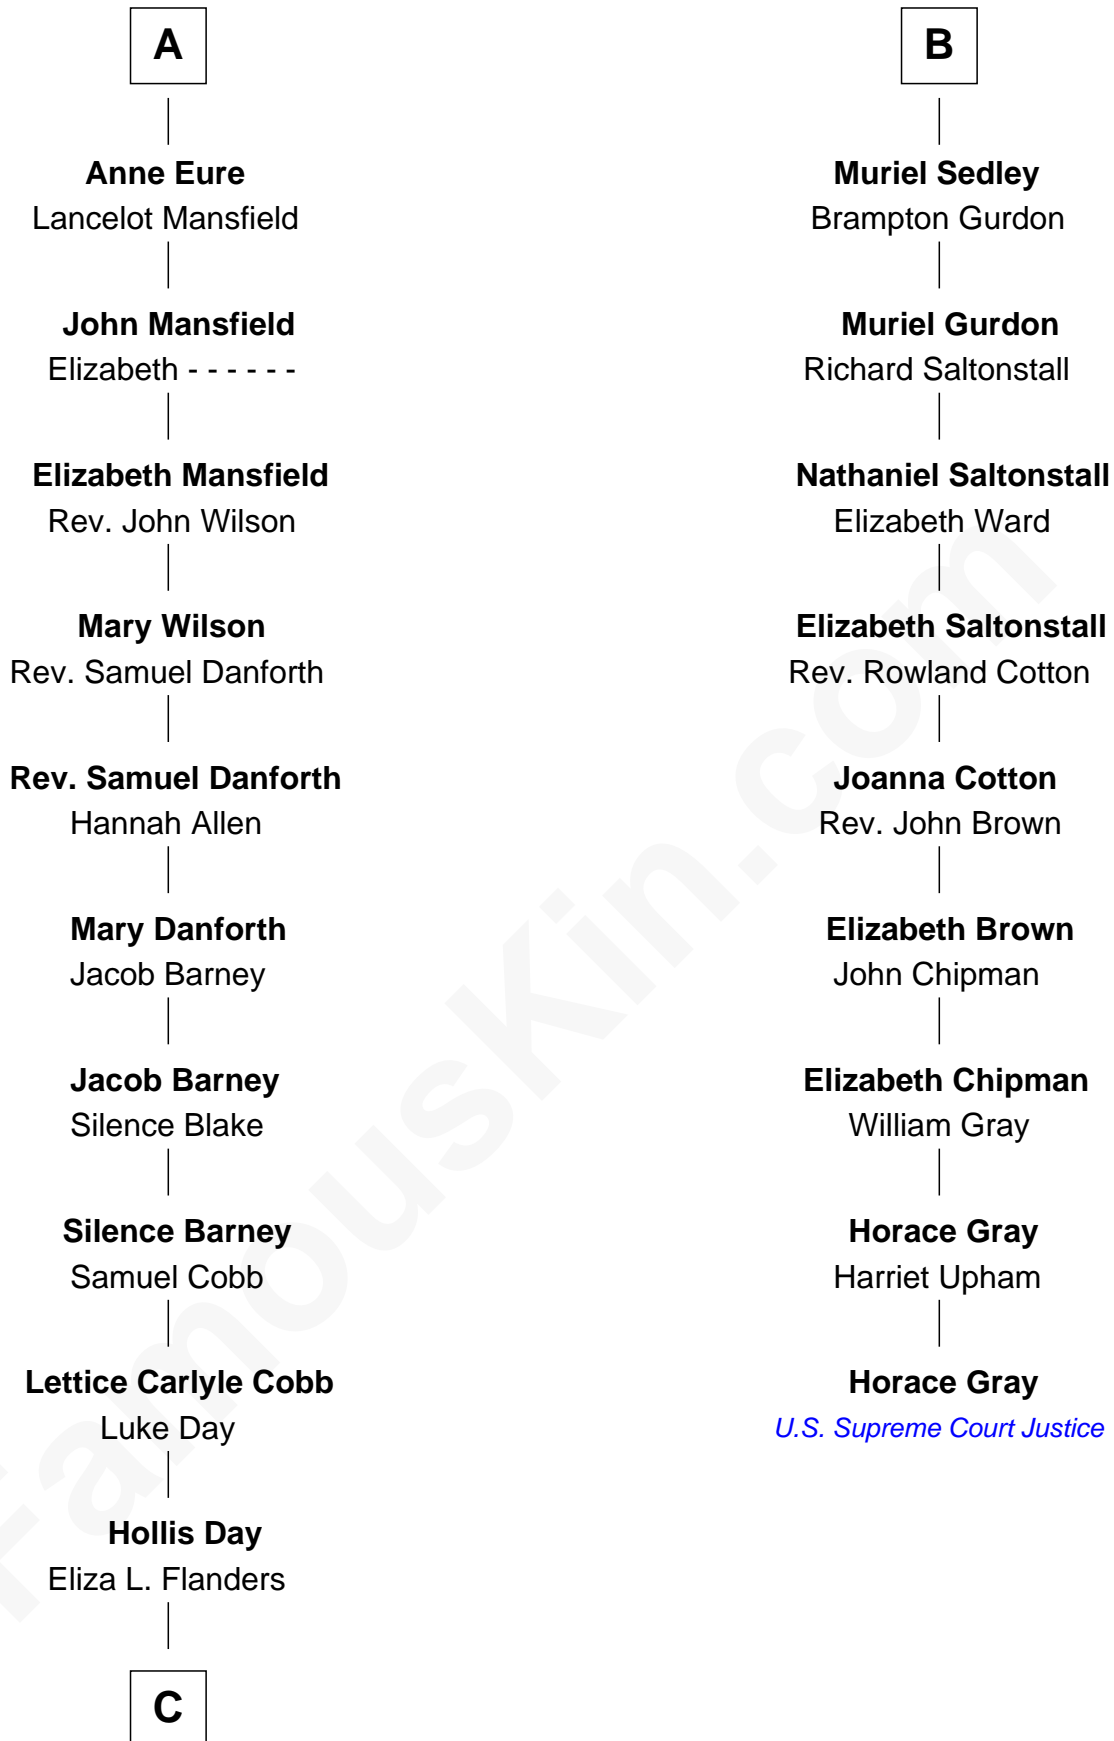 A
Anne Eure
Lancelot Mansfield
John Mansfield
Elizabeth - - - - - -
Elizabeth Mansfield
Rev. John Wilson
Mary Wilson
Rev. Samuel Danforth
Rev. Samuel Danforth
Hannah Allen
Mary Danforth
Jacob Barney
Jacob Barney
Silence Blake
Silence Barney
Samuel Cobb
Lettice Carlyle Cobb
Luke Day
Hollis Day
Eliza L. Flanders
C
B
Muriel Sedley
Brampton Gurdon
Muriel Gurdon
Richard Saltonstall
Nathaniel Saltonstall
Elizabeth Ward
Elizabeth Saltonstall
Rev. Rowland Cotton
Joanna Cotton
Rev. John Brown
Elizabeth Brown
John Chipman
Elizabeth Chipman
William Gray
Horace Gray
Harriet Upham
Horace Gray
U.S. Supreme Court Justice
FamousKin.com